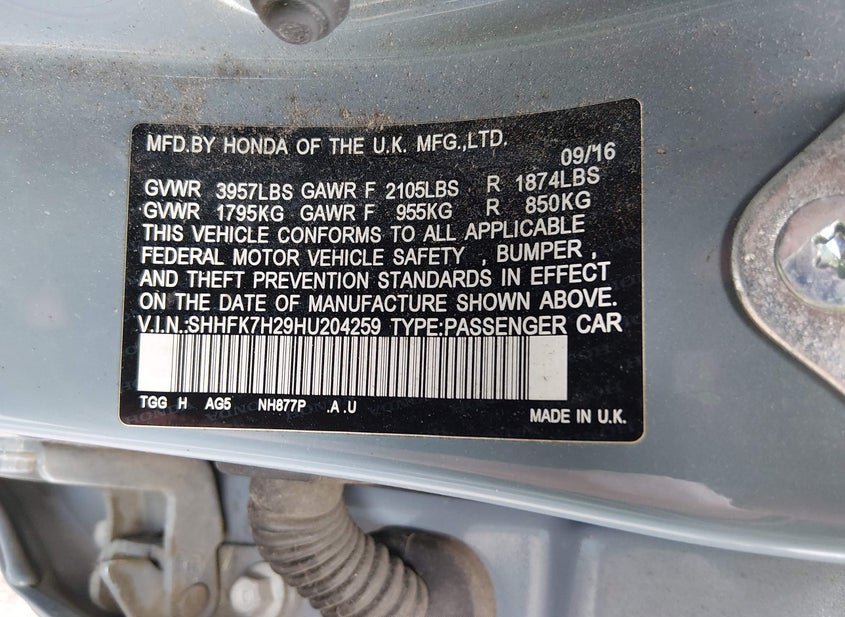 MFD.BY HONDA OF THE U.K. MFG.,LTD.
09/16
GVWR 3957LBS GAWR F 2105LBS R 1874LBS
GVWR 1795KG GAWR F 955KG R 850KG
THIS VEHICLE CONFORMS TO ALL APPLICABLE
FEDERAL MOTOR VEHICLE SAFETY , BUMPER ,
AND THEFT PREVENTION STANDARDS IN EFFECT
ON THE DATE OF MANUFACTURE SHOWN ABOVE.
V.I.N.:SHHFK7H29HU204259 TYPE:PASSENGER CAR
TGG H AG5 NH877P .A .U
MADE IN U.K.